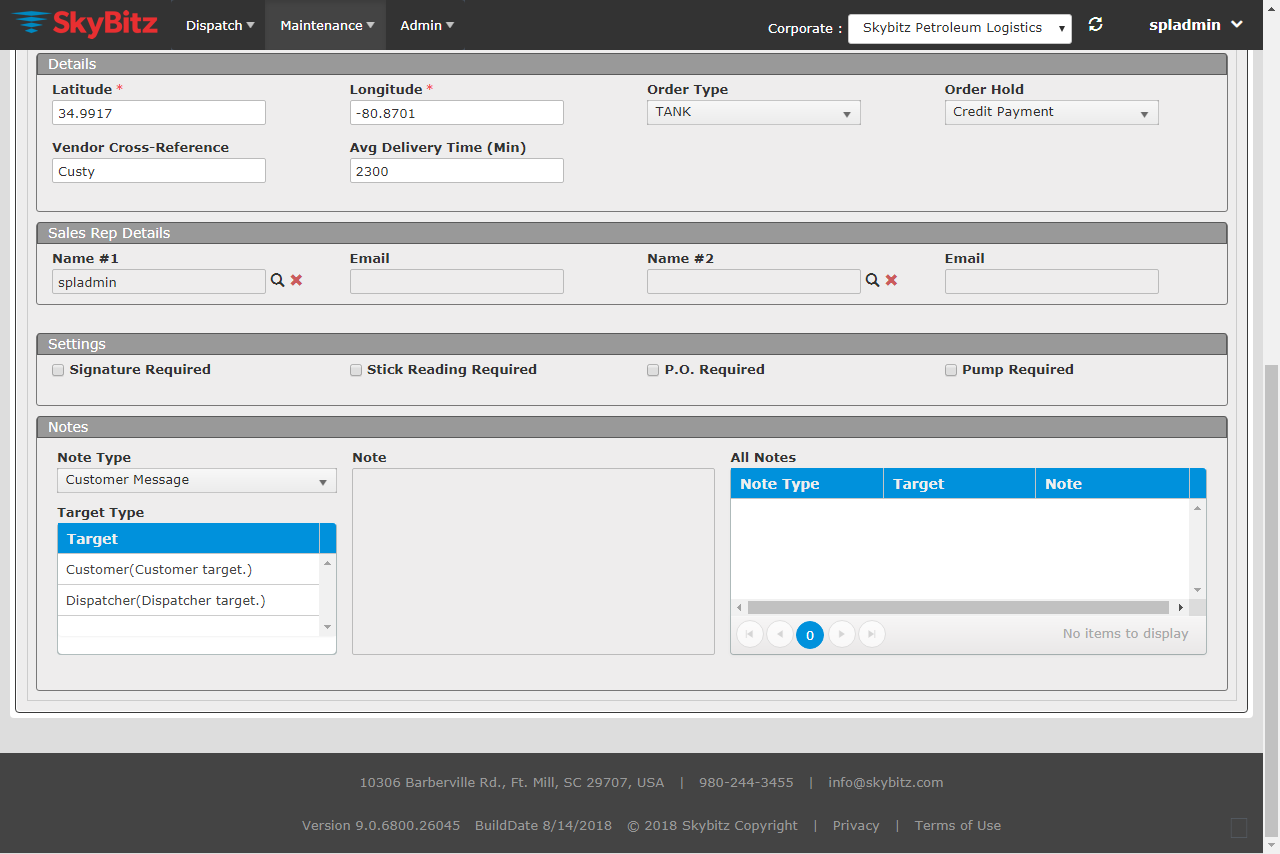 SkyBitz Dispatch Maintenance Admin Corporate : Skybitz Petroleum Logistics spladmin
Details
Latitude * Longitude * Order Type Order Hold
34.9917 -80.8701 TANK Credit Payment
Vendor Cross-Reference Avg Delivery Time (Min)
Custy 2300
Sales Rep Details
Name #1 Email Name #2 Email
spladmin
Settings
Signature Required Stick Reading Required P.O. Required Pump Required
Notes
Note Type Note All Notes
Customer Message Note Type Target Note
Target Type
Target
Customer(Customer target.)
Dispatcher(Dispatcher target.)
0 No items to display
10306 Barberville Rd., Ft. Mill, SC 29707, USA | 980-244-3455 | info@skybitz.com
Version 9.0.6800.26045 BuildDate 8/14/2018 © 2018 Skybitz Copyright | Privacy | Terms of Use